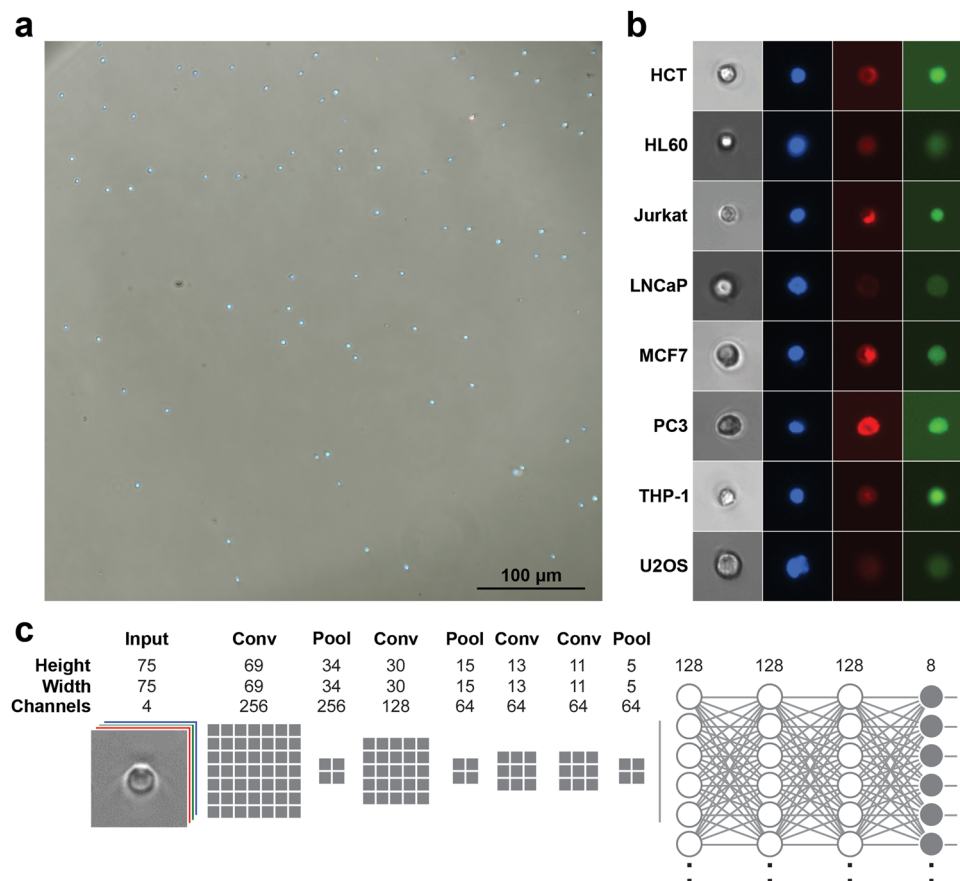 a
100 µm
b
HCT
HL60
Jurkat
LNCaP
MCF7
PC3
THP-1
U2OS
c
Input Conv Pool Conv Pool Conv Conv Pool
Height 75 69 34 30 15 13 11 5 128 128 128 8
Width 75 69 34 30 15 13 11 5
Channels 4 256 256 128 64 64 64 64